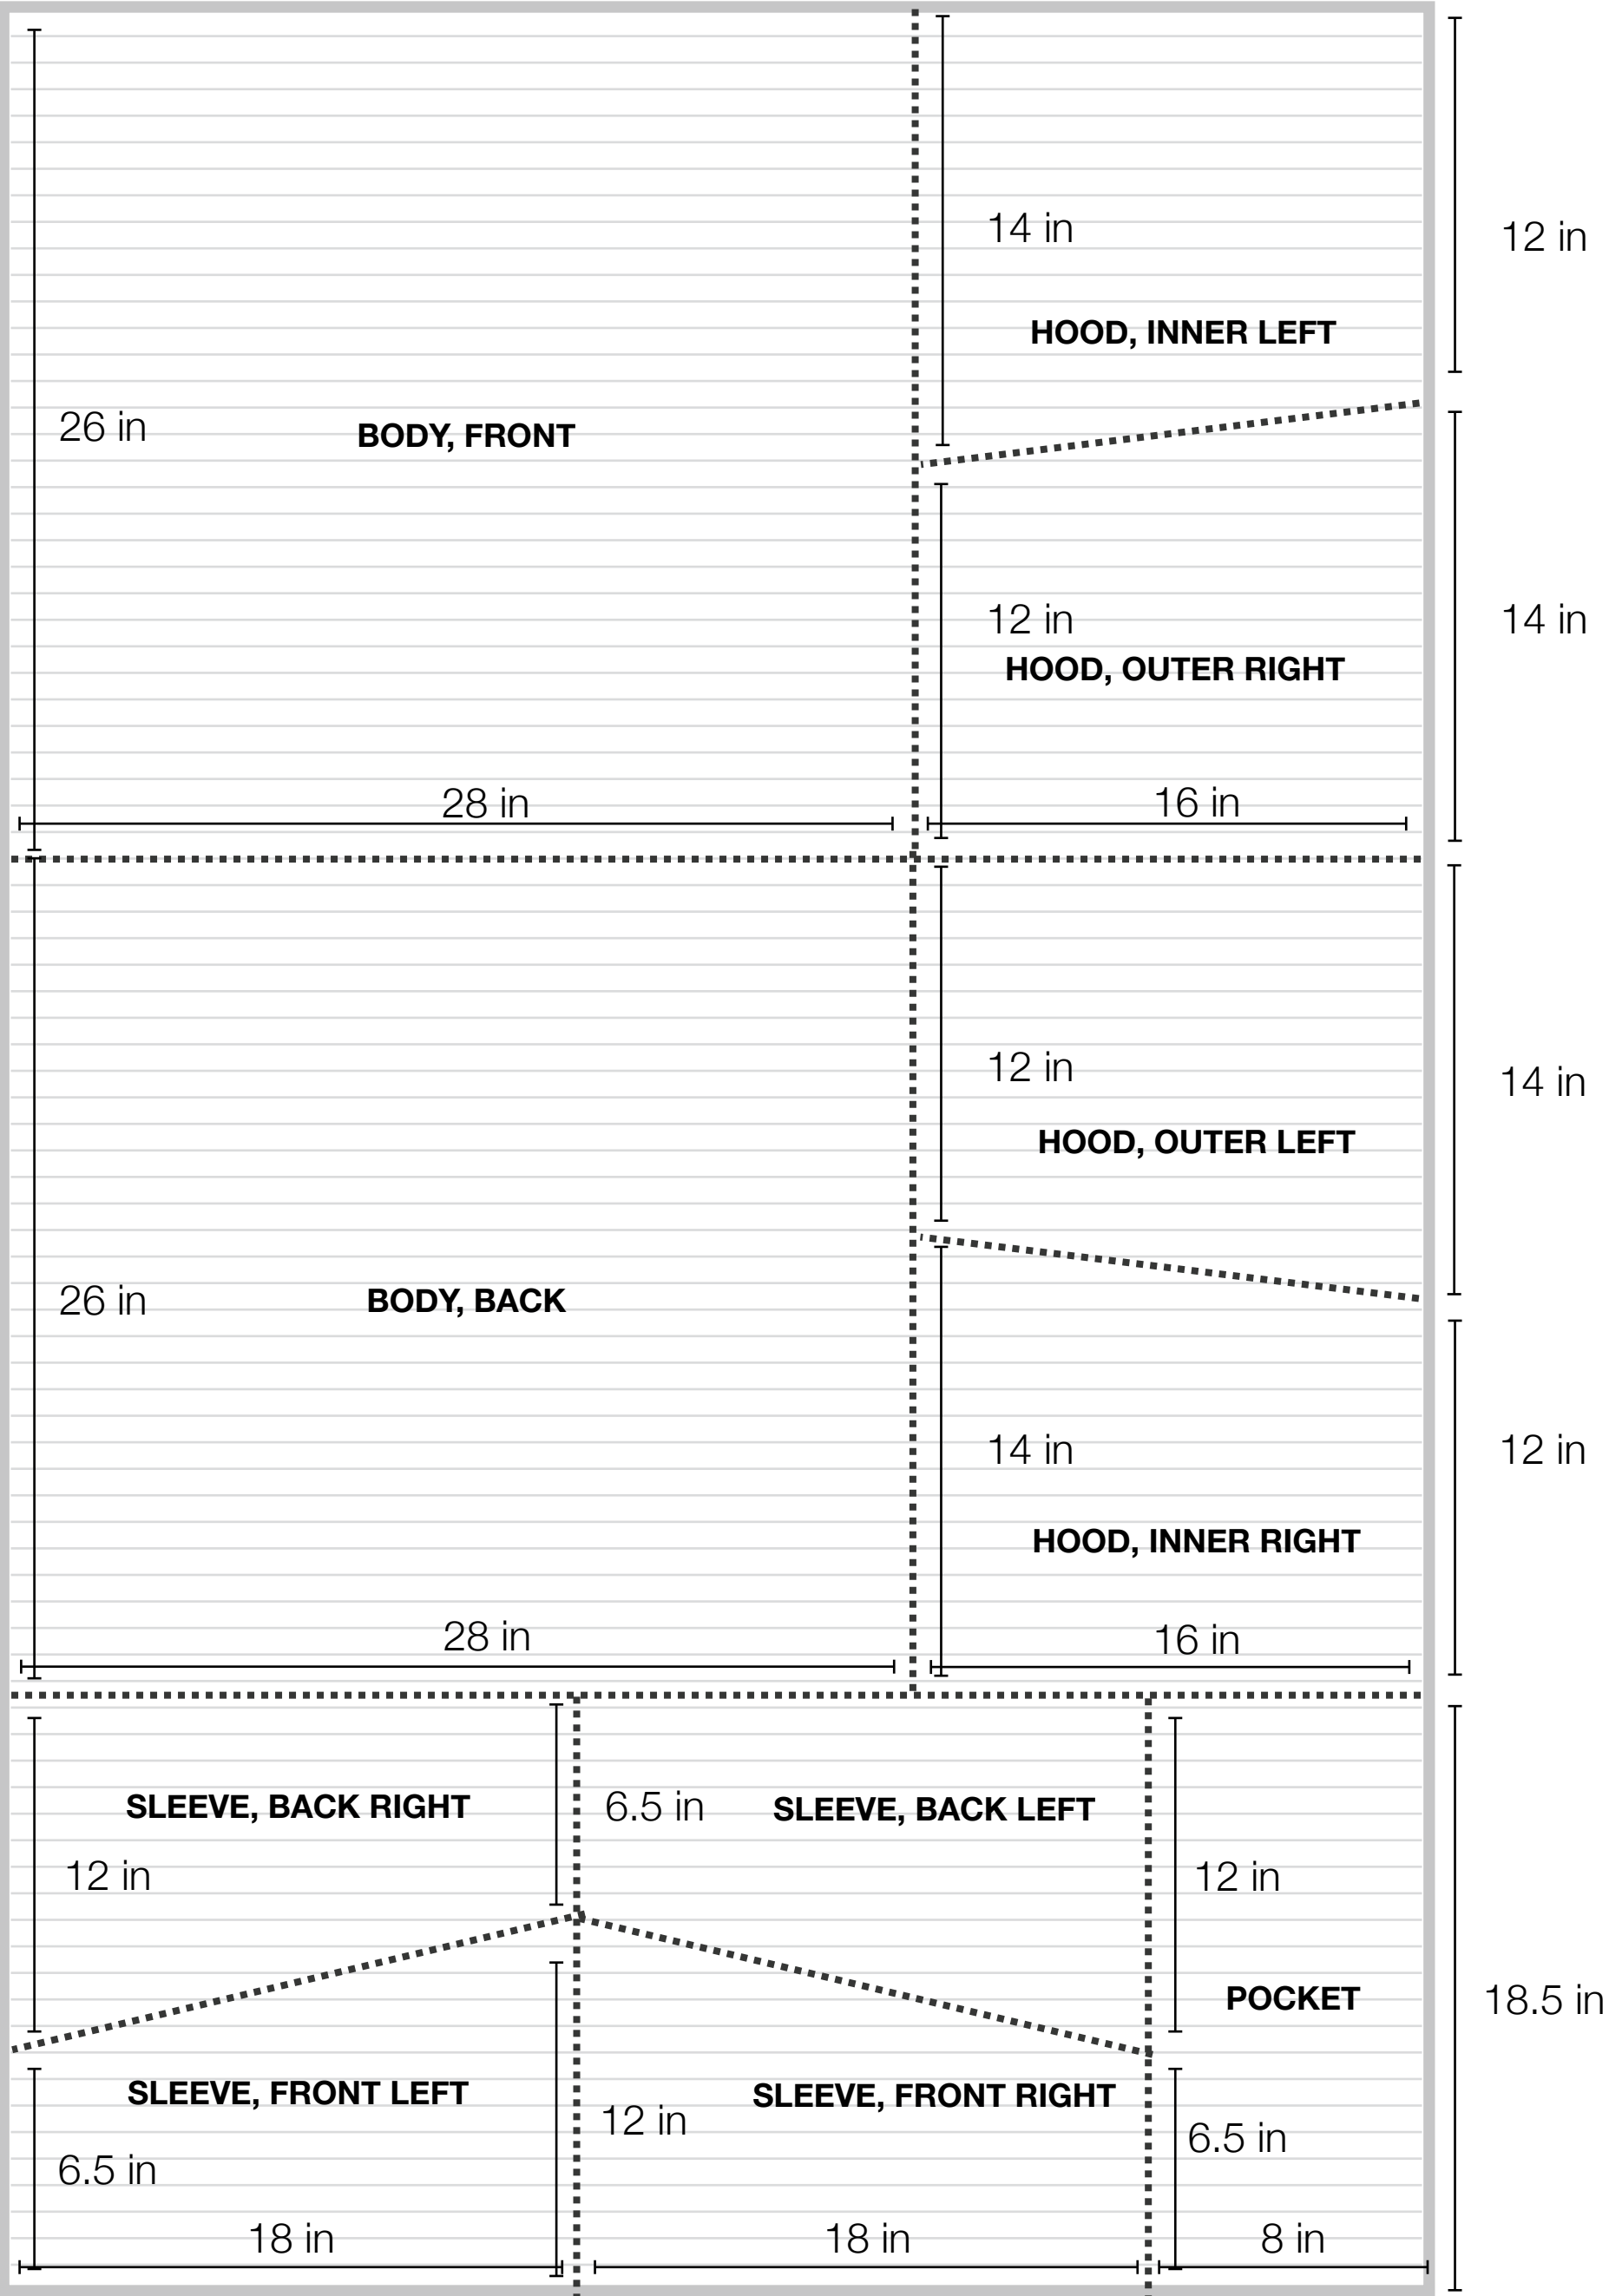 14 in
12 in
HOOD, INNER LEFT
26 in
BODY, FRONT
12 in
14 in
HOOD, OUTER RIGHT
28 in
16 in
12 in
14 in
HOOD, OUTER LEFT
26 in
BODY, BACK
14 in
12 in
HOOD, INNER RIGHT
28 in
16 in
SLEEVE, BACK RIGHT
6.5 in
SLEEVE, BACK LEFT
12 in
12 in
POCKET
18.5 in
SLEEVE, FRONT LEFT
SLEEVE, FRONT RIGHT
12 in
6.5 in
6.5 in
18 in
18 in
8 in